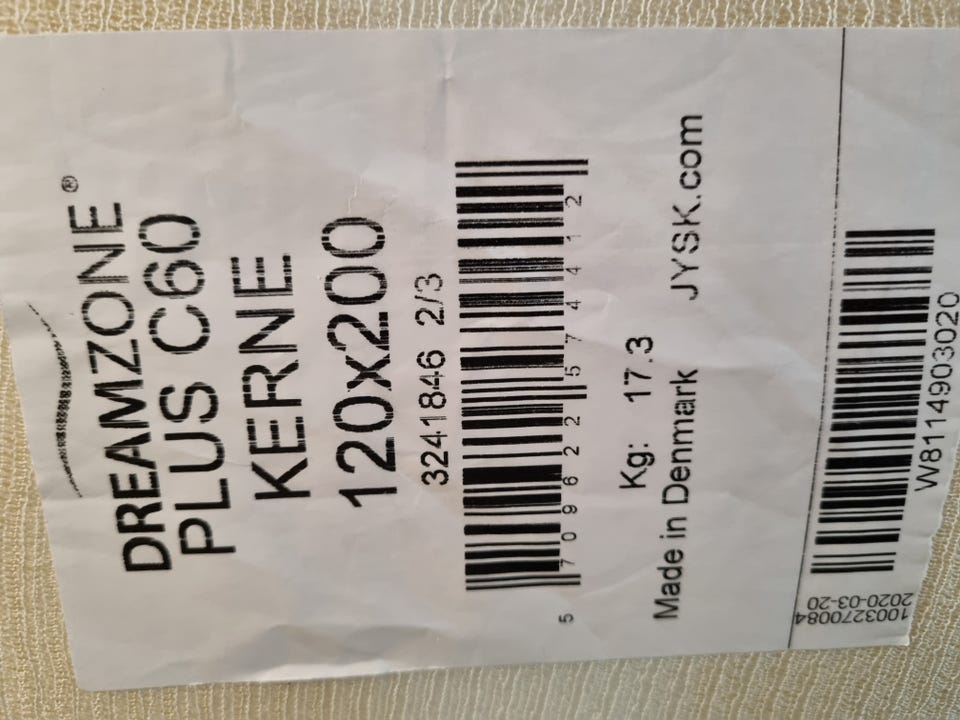 DREAMZONE®
PLUS C60
KERNE
120x200
3241846 2/3
5 709622 574412
Kg: 17.3
Made in Denmark JYSK.com
W8114903020
1003270084
2020-03-20